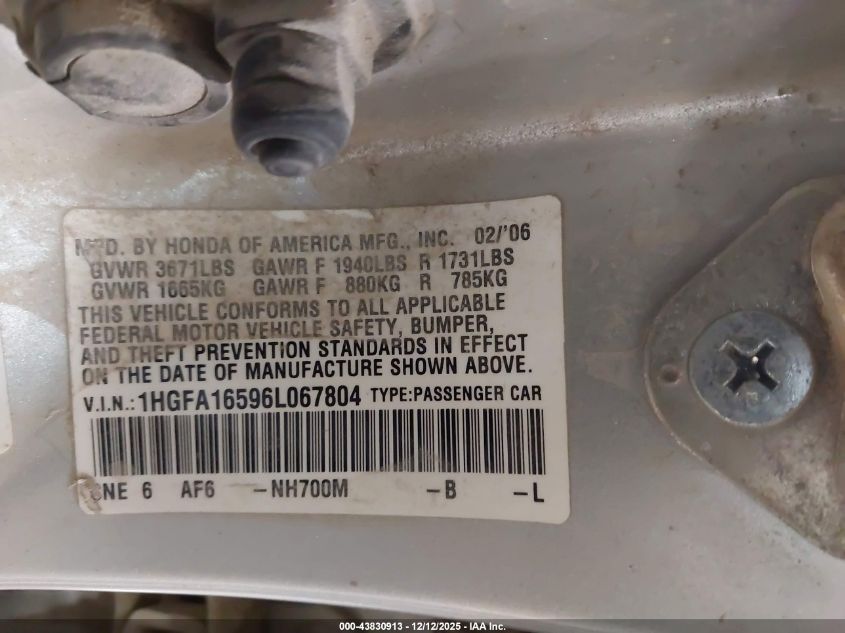 MFD. BY HONDA OF AMERICA MFG., INC. 02/'06
GVWR 3671LBS GAWR F 1940LBS R 1731LBS
GVWR 1665KG GAWR F 880KG R 785KG
THIS VEHICLE CONFORMS TO ALL APPLICABLE
FEDERAL MOTOR VEHICLE SAFETY, BUMPER,
AND THEFT PREVENTION STANDARDS IN EFFECT
ON THE DATE OF MANUFACTURE SHOWN ABOVE.
V.I.N.: 1HGFA16596L067804 TYPE:PASSENGER CAR
SNE 6 AF6 -NH700M -B -L
000-43830913 - 12/12/2025 - IAA Inc.